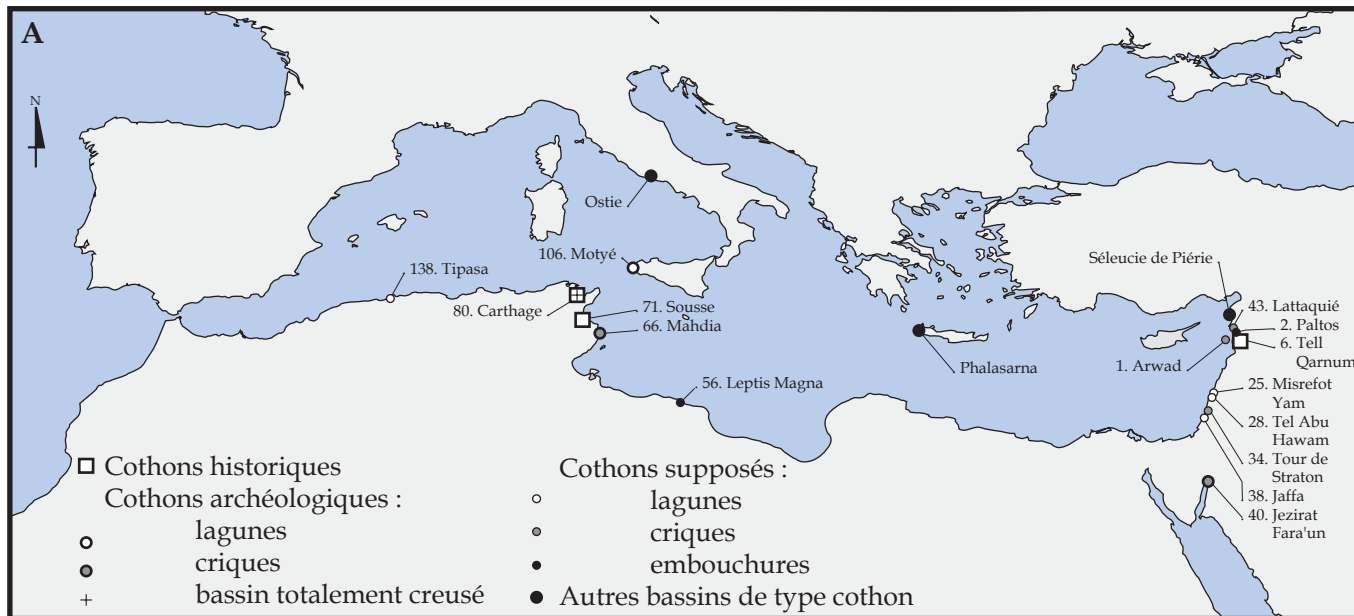 A
N
Ostie
106. Motyé
138. Tipasa
80. Carthage
71. Sousse
66. Mahdia
56. Leptis Magna
Phalasarna
Séleucie de Piérie
43. Lattaquié
2. Paltos
6. Tell
Qarnum
1. Arwad
25. Misrefot
Yam
28. Tel Abu
Hawam
34. Tour de
Straton
38. Jaffa
40. Jezirat
Fara'un
Cothons historiques
Cothons archéologiques :
lagunes
criques
bassin totalement creusé
Cothons supposés :
lagunes
criques
embouchures
Autres bassins de type cothon